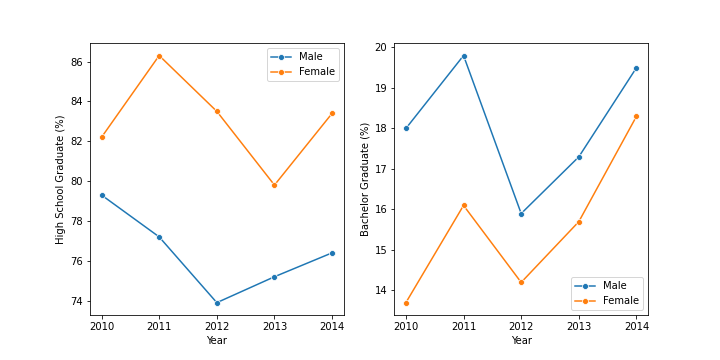 High School Graduate (%)
86
84
82
80
78
76
74
Male
Female
2010 2011 2012 2013 2014
Year
Bachelor Graduate (%)
20
19
18
17
16
15
14
Male
Female
2010 2011 2012 2013 2014
Year